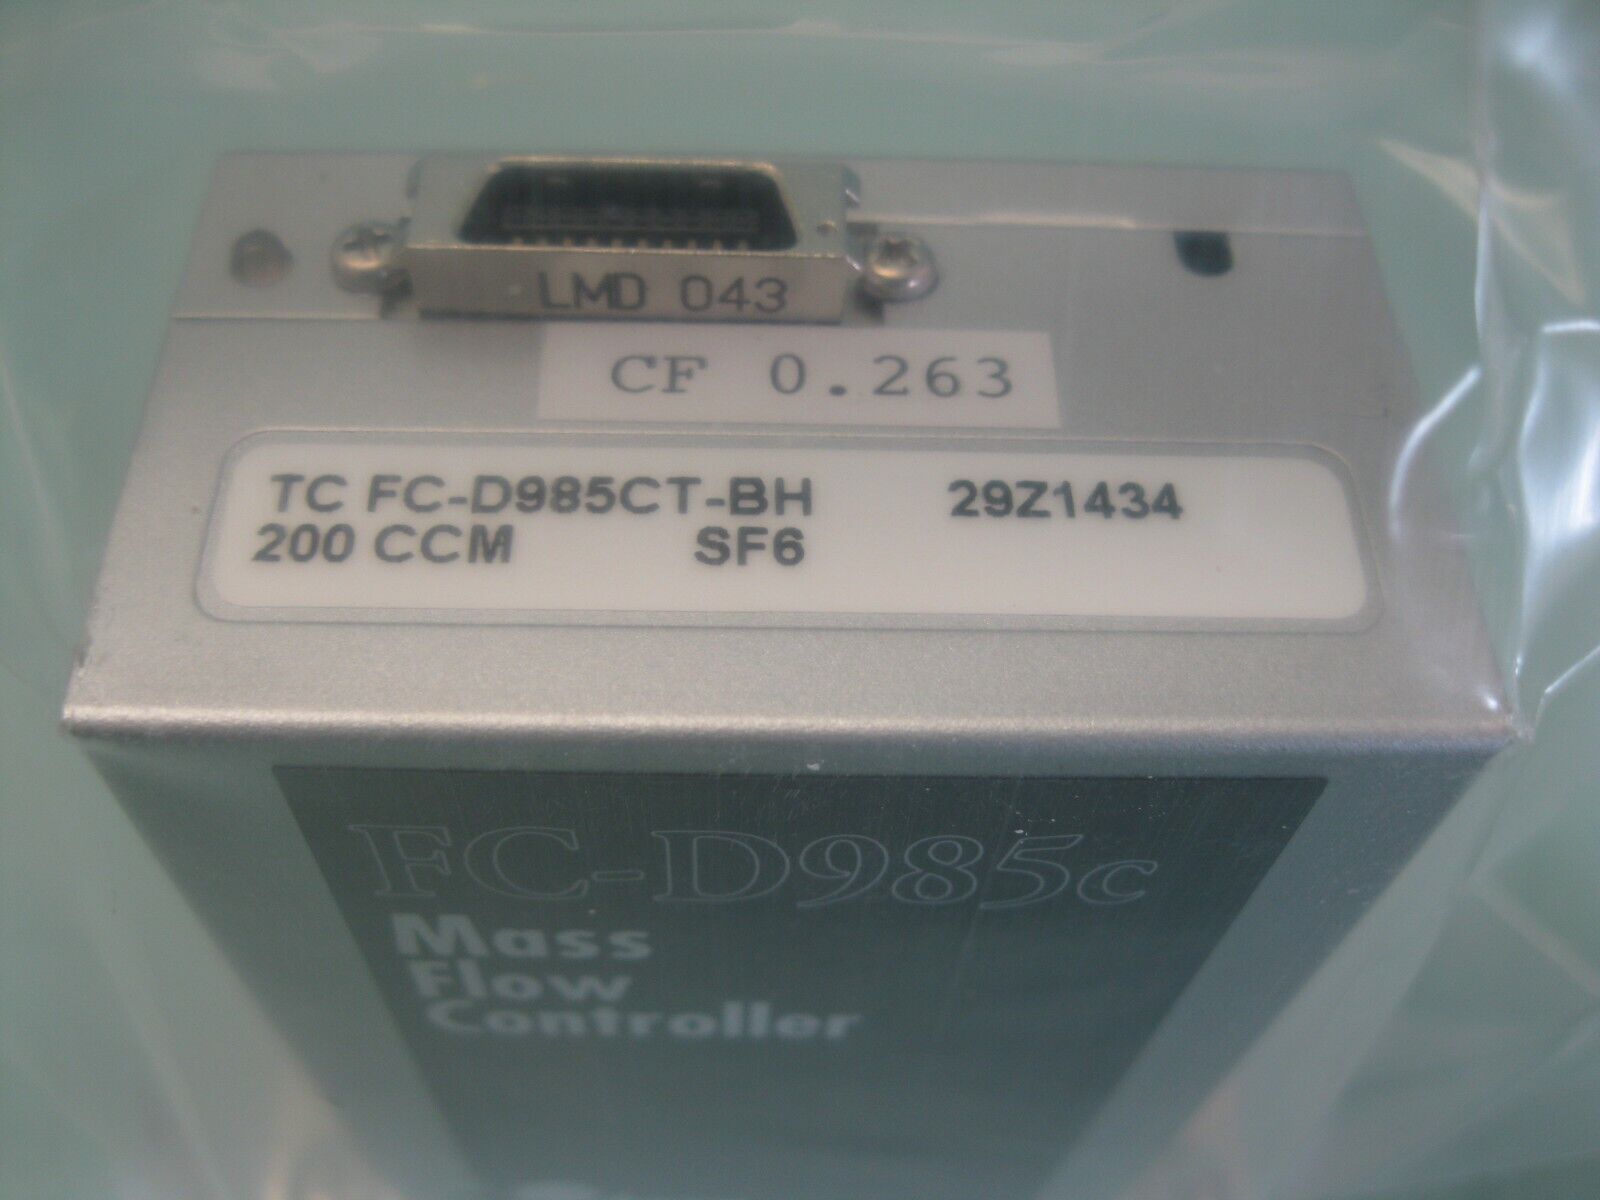 LMD 043
CF 0.263
TC FC-D985CT-BH 29Z1434
200 CCM SF6
FC-D985c
Mass
Flow
Controller